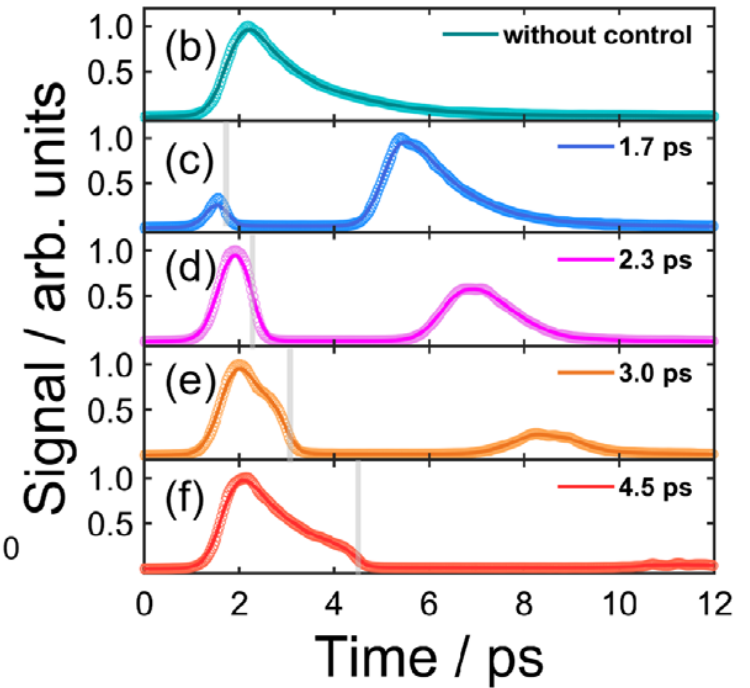 (b) without control
1.0
0.5
(c) 1.7 ps
1.0
0.5
(d) 2.3 ps
1.0
0.5
(e) 3.0 ps
1.0
0.5
(f) 4.5 ps
1.0
0.5
Signal / arb. units
0
0 2 4 6 8 10 12
Time / ps